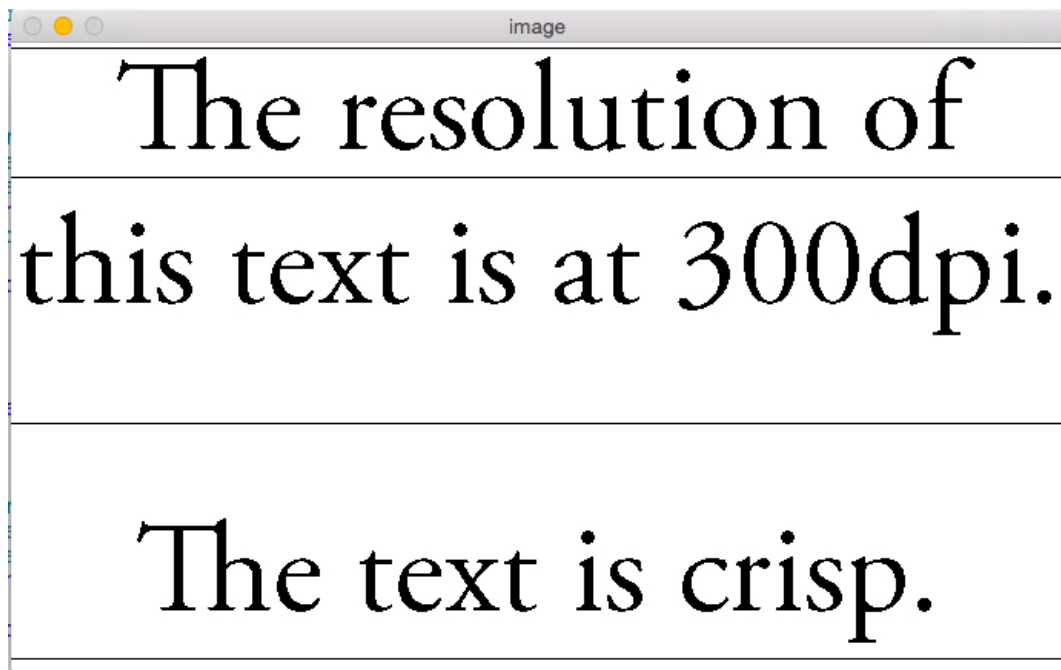 image
The resolution of
this text is at 300dpi.
The text is crisp.